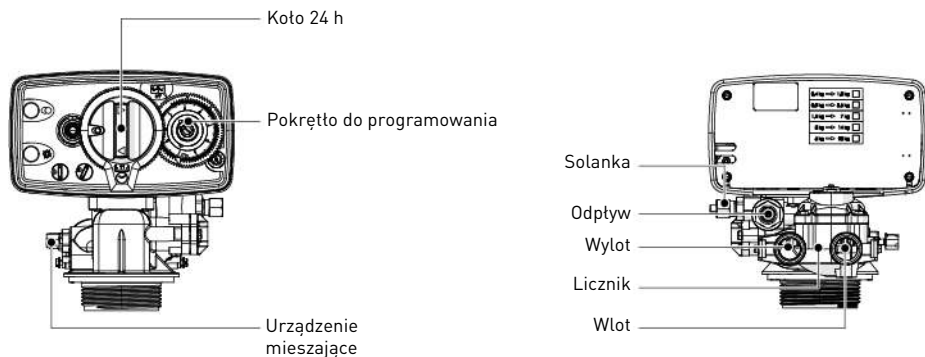 Koło 24 h
Pokrętło do programowania
Urządzenie
mieszające
Solanka
Odpływ
Wylot
Licznik
Wlot